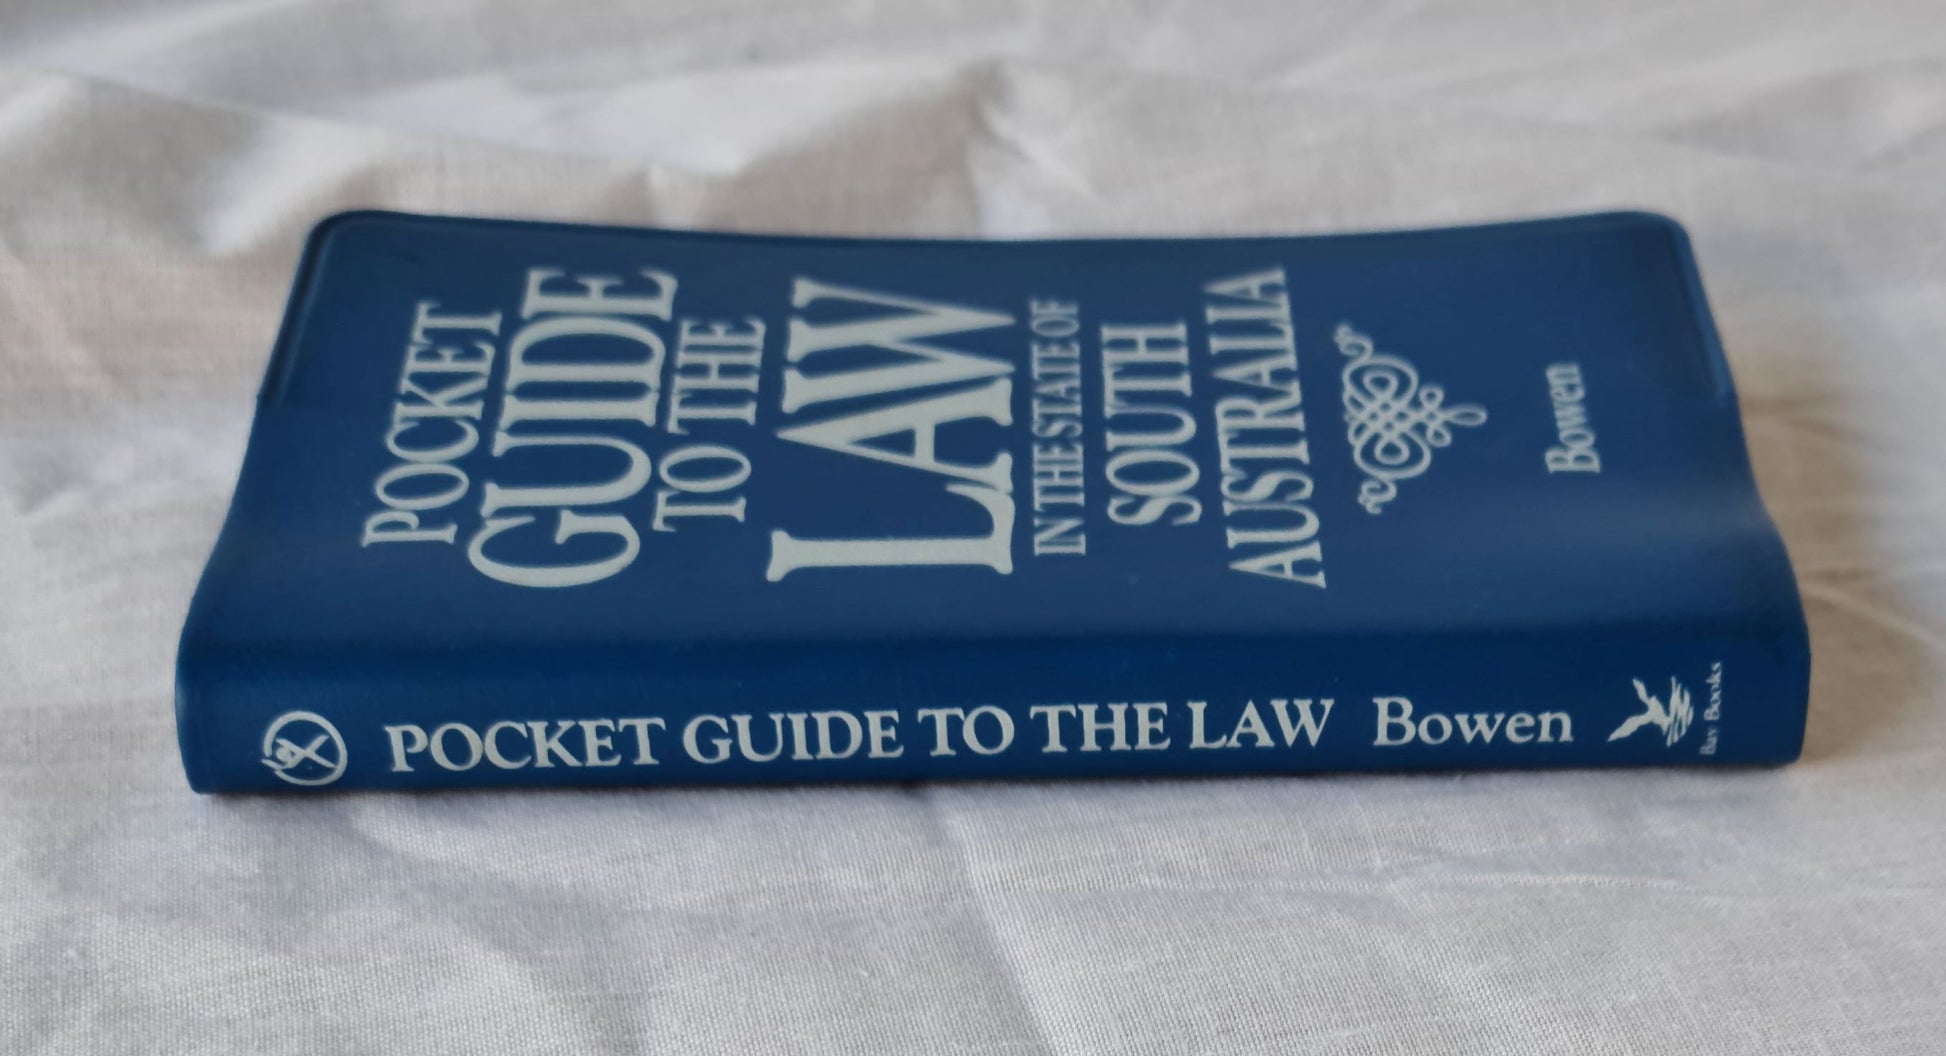 POCKET
GUIDE
TO THE
LAW
IN THE STATE OF
SOUTH
AUSTRALIA
Bowen
POCKET GUIDE TO THE LAW Bowen
Bay Books